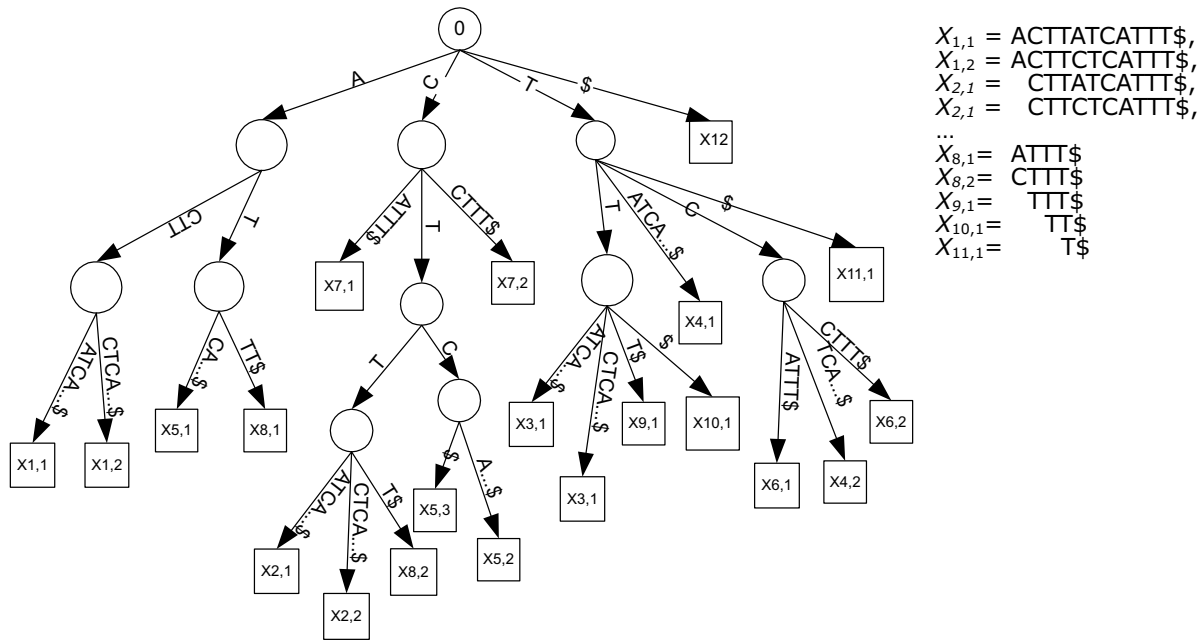 0
A
C
T
$
X12
CTT
T
ATTT$
T
CTTT$
T
ATCA...$
C
$
X7,1
X7,2
X4,1
X11,1
ATCA....$
CTCA....$
CA....$
TT$
T
C
ATCA....$
CTCA....$
T$
$
ATTT$
TCA....$
CTTT$
X1,1
X1,2
X5,1
X8,1
X3,1
X9,1
X10,1
X6,2
$
A...$
X5,3
X3,1
X6,1
X4,2
ATCA....$
CTCA....$
T$
X2,1
X2,2
X8,2
X5,2
X1,1 = ACTTATCATTT$,
X1,2 = ACTTCTCATTT$,
X2,1 = CTTATCATTT$,
X2,1 = CTTCTCATTT$,
...
X8,1= ATTT$
X8,2= CTTT$
X9,1= TTT$
X10,1= TT$
X11,1= T$